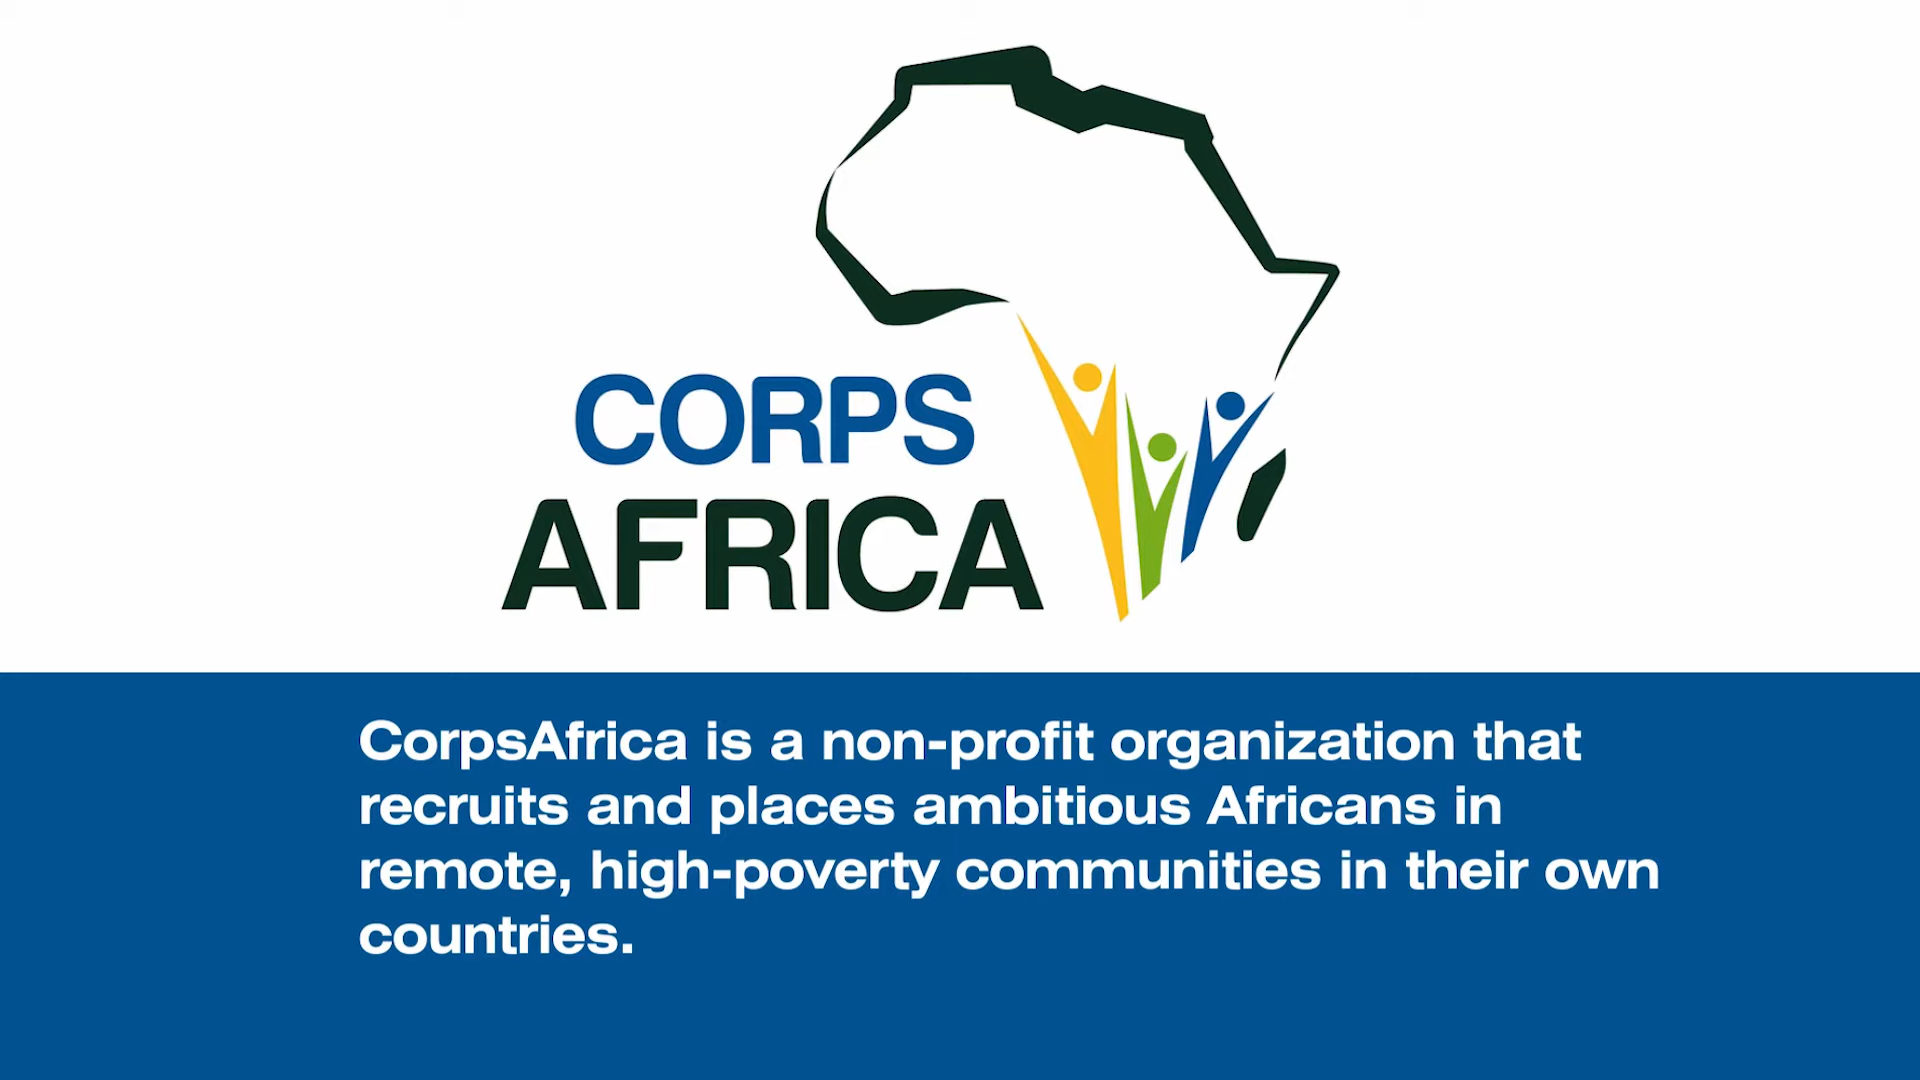 CORPS
AFRICA
CorpsAfrica is a non-profit organization that
recruits and places ambitious Africans in
remote, high-poverty communities in their own
countries.